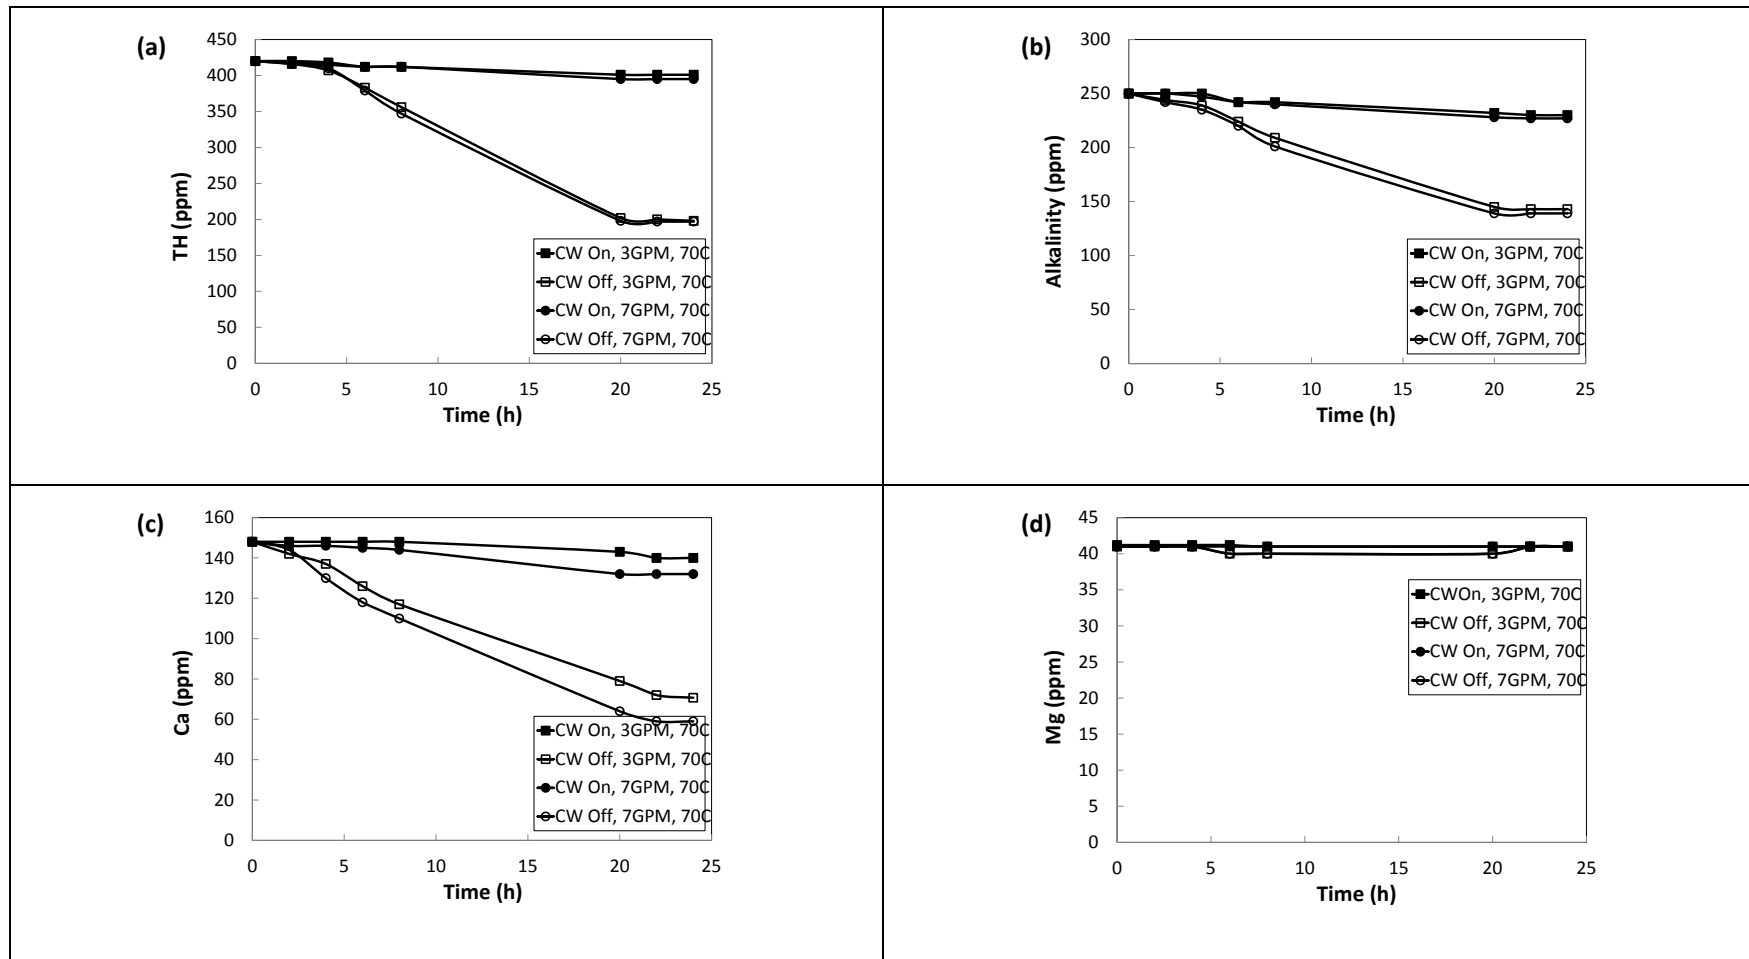 (a)
450
400
350
300
250
200
150
100
50
0
TH (ppm)
0 5 10 15 20 25
Time (h)
CW On, 3GPM, 70C
CW Off, 3GPM, 70C
CW On, 7GPM, 70C
CW Off, 7GPM, 70C
(b)
300
250
200
150
100
50
0
Alkalinity (ppm)
0 5 10 15 20 25
Time (h)
CW On, 3GPM, 70C
CW Off, 3GPM, 70C
CW On, 7GPM, 70C
CW Off, 7GPM, 70C
(c)
160
140
120
100
80
60
40
20
0
Ca (ppm)
0 5 10 15 20 25
Time (h)
CW On, 3GPM, 70C
CW Off, 3GPM, 70C
CW On, 7GPM, 70C
CW Off, 7GPM, 70C
(d)
45
40
35
30
25
20
15
10
5
0
Mg (ppm)
0 5 10 15 20 25
Time (h)
CWOn, 3GPM, 70C
CW Off, 3GPM, 70C
CW On, 7GPM, 70C
CW Off, 7GPM, 70C